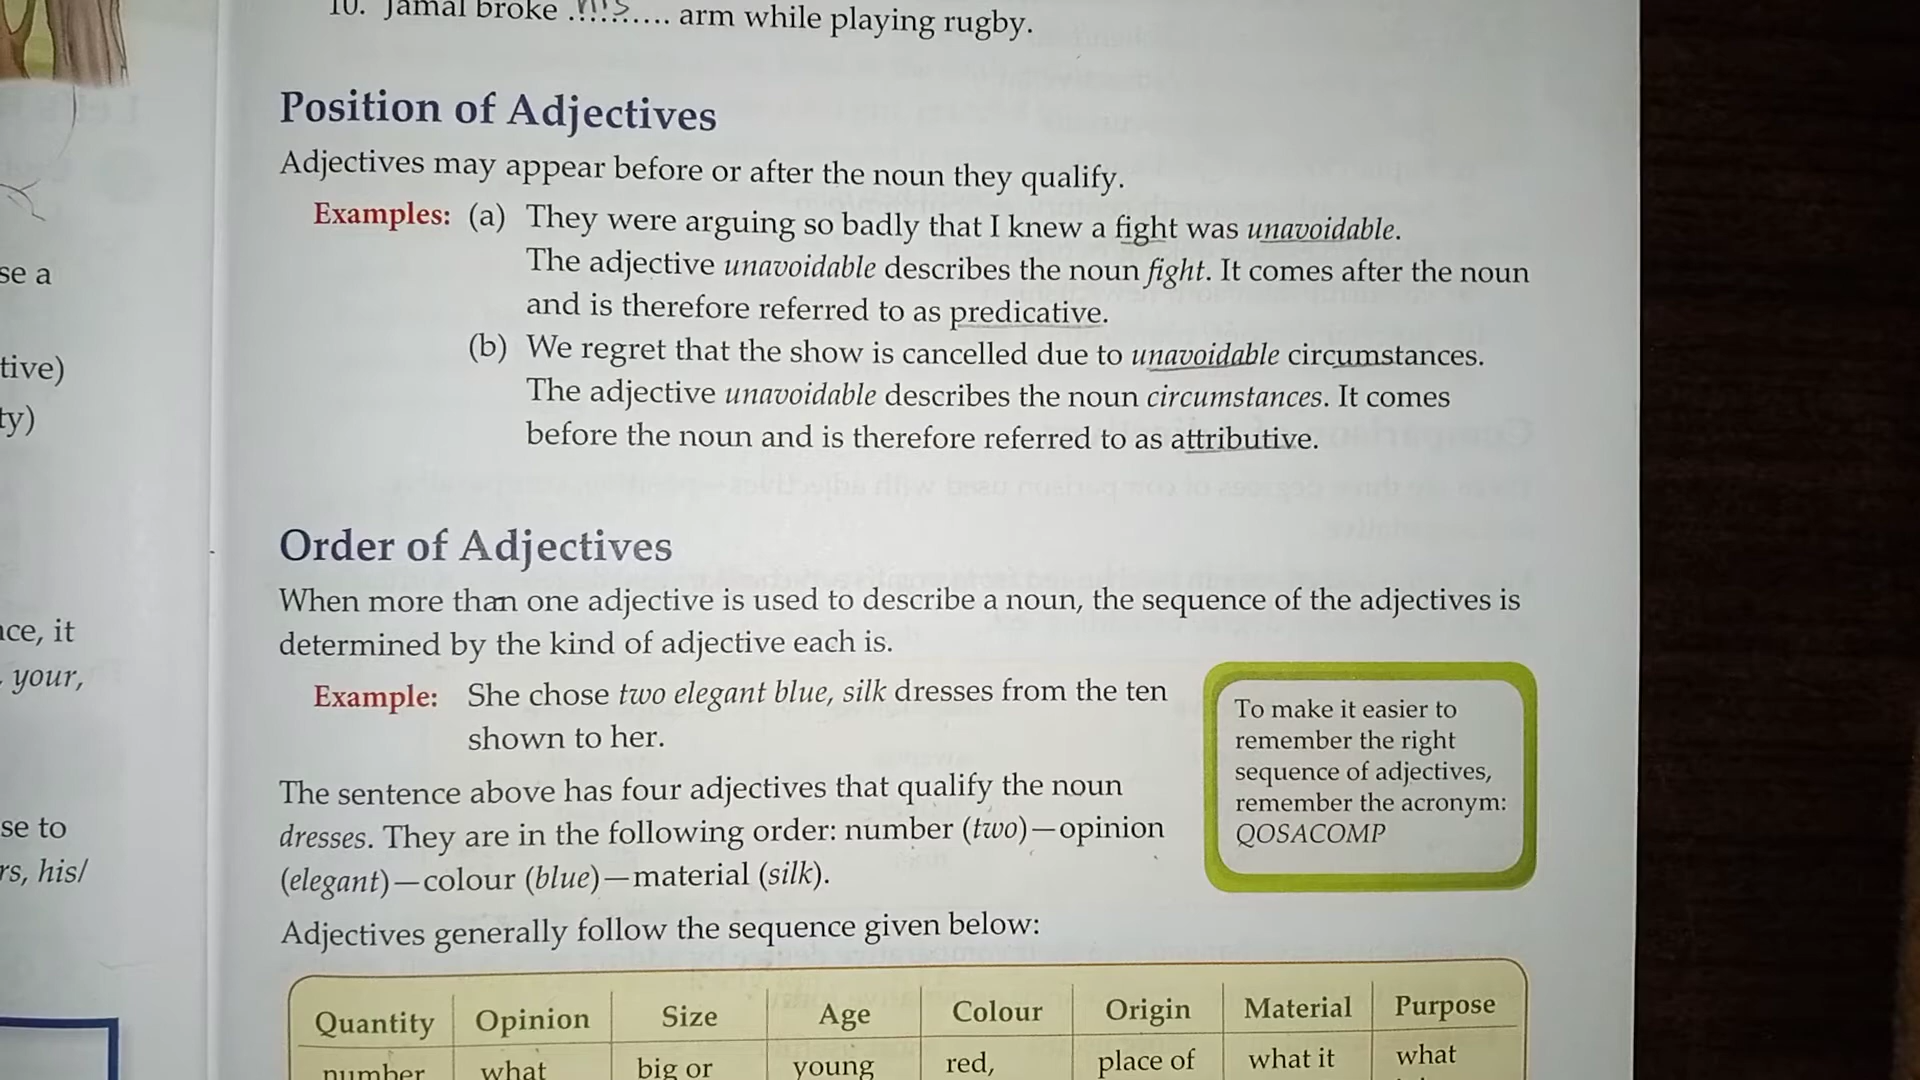 10. Jamal broke .......... arm while playing rugby.
his
Position of Adjectives
Adjectives may appear before or after the noun they qualify.
Examples: (a) They were arguing so badly that I knew a fight was unavoidable.
The adjective unavoidable describes the noun fight. It comes after the noun
and is therefore referred to as predicative.
(b) We regret that the show is cancelled due to unavoidable circumstances.
The adjective unavoidable describes the noun circumstances. It comes
before the noun and is therefore referred to as attributive.
Order of Adjectives
When more than one adjective is used to describe a noun, the sequence of the adjectives is
determined by the kind of adjective each is.
Example: She chose two elegant blue, silk dresses from the ten
shown to her.
The sentence above has four adjectives that qualify the noun
dresses. They are in the following order: number (two)—opinion
(elegant)—colour (blue)—material (silk).
Adjectives generally follow the sequence given below:
To make it easier to
remember the right
sequence of adjectives,
remember the acronym:
QOSACOMP
Quantity Opinion Size Age Colour Origin Material Purpose
number what big or young red, place of what it what
se a
tive)
ty)
ce, it
your,
se to
rs, his/